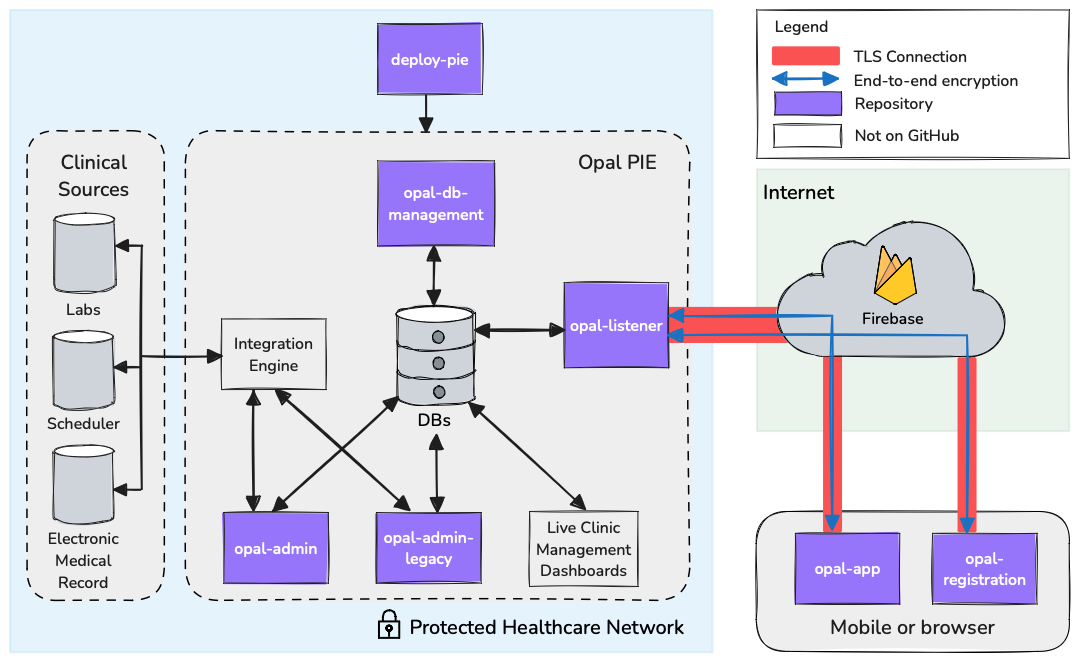 deploy-pie
Legend
TLS Connection
End-to-end encryption
Repository
Not on GitHub
Clinical
Sources
Labs
Scheduler
Electronic
Medical
Record
Opal PIE
opal-db-
management
opal-listener
Integration
Engine
DBs
opal-admin
opal-admin-
legacy
Live Clinic
Management
Dashboards
Protected Healthcare Network
Internet
Firebase
opal-app
opal-
registration
Mobile or browser